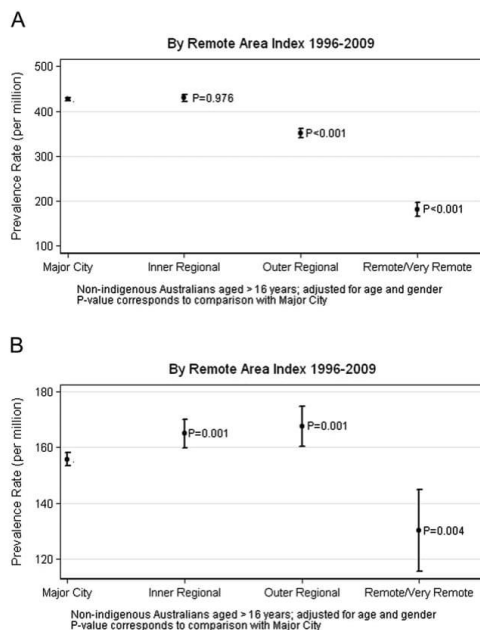 A
By Remote Area Index 1996-2009
Prevalence Rate (per million)
500
400
300
200
100
P=0.976
P<0.001
P<0.001
Major City
Inner Regional
Outer Regional
Remote/Very Remote
Non-indigenous Australians aged > 16 years; adjusted for age and gender
P-value corresponds to comparison with Major City
B
By Remote Area Index 1996-2009
Prevalence Rate (per million)
180
160
140
120
P=0.001
P=0.001
P=0.004
Major City
Inner Regional
Outer Regional
Remote/Very Remote
Non-indigenous Australians aged > 16 years; adjusted for age and gender
P-value corresponds to comparison with Major City